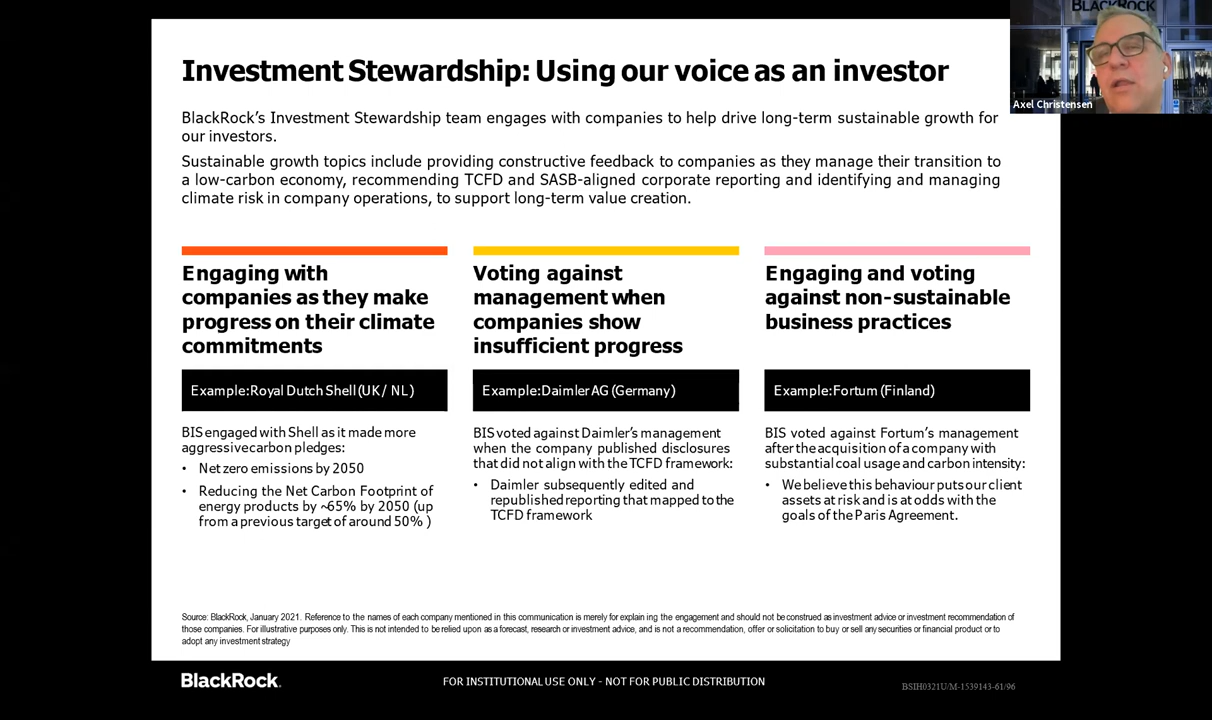 BLACKROCK
Axel Christensen
Investment Stewardship: Using our voice as an investor
BlackRock's Investment Stewardship team engages with companies to help drive long-term sustainable growth for
our investors.
Sustainable growth topics include providing constructive feedback to companies as they manage their transition to
a low-carbon economy, recommending TCFD and SASB-aligned corporate reporting and identifying and managing
climate risk in company operations, to support long-term value creation.
Engaging with
companies as they make
progress on their climate
commitments
Example: Royal Dutch Shell (UK / NL)
BIS engaged with Shell as it made more
aggressive carbon pledges:
• Net zero emissions by 2050
• Reducing the Net Carbon Footprint of
energy products by ~65% by 2050 (up
from a previous target of around 50% )
Voting against
management when
companies show
insufficient progress
Example: Daimler AG (Germany)
BIS voted against Daimler's management
when the company published disclosures
that did not align with the TCFD framework:
• Daimler subsequently edited and
republished reporting that mapped to the
TCFD framework
Engaging and voting
against non-sustainable
business practices
Example: Fortum (Finland)
BIS voted against Fortum's management
after the acquisition of a company with
substantial coal usage and carbon intensity:
• We believe this behaviour puts our client
assets at risk and is at odds with the
goals of the Paris Agreement.
Source: BlackRock, January 2021. Reference to the names of each company mentioned in this communication is merely for explain ing the engagement and should not be construed as investment advice or investment recommendation of
those companies. For illustrative purposes only. This is not intended to be relied upon as a forecast, research or investment advice, and is not a recommendation, offer or solicitation to buy or sell any securities or financial product or to
adopt any investment strategy
BlackRock.
FOR INSTITUTIONAL USE ONLY - NOT FOR PUBLIC DISTRIBUTION
BSIH0321U/M-1539143-61/96